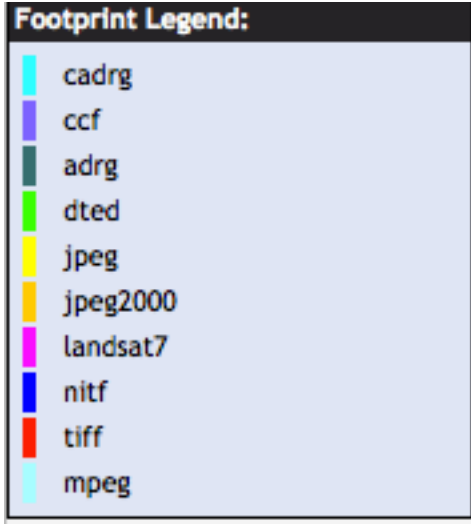 Footprint Legend:
cadrg
ccf
adrg
dted
jpeg
jpeg2000
landsat7
nitf
tiff
mpeg